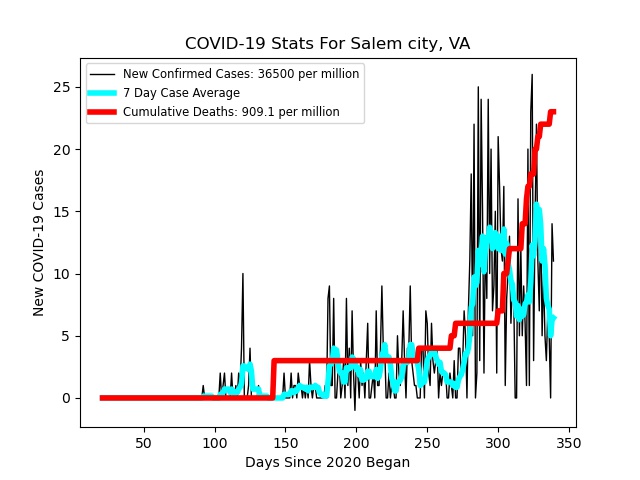 COVID-19 Stats For Salem city, VA
New Confirmed Cases: 36500 per million
7 Day Case Average
Cumulative Deaths: 909.1 per million
New COVID-19 Cases
25
20
15
10
5
0
50 100 150 200 250 300 350
Days Since 2020 Began